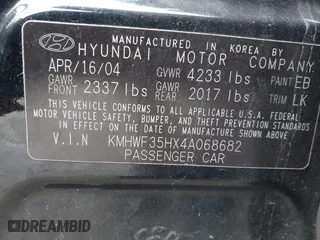 MANUFACTURED IN KOREA BY
HYUNDAI MOTOR COMPANY
APR/16/04 GVWR 4233 lbs PAINT EB
GAWR FRONT 2337 lbs GAWR REAR 2017 lbs TRIM LK
THIS VEHICLE CONFORMS TO ALL APPLICABLE U.S.A. FEDERAL
MOTOR VEHICLE SAFETY, BUMPER, AND THEFT PREVENTION
STANDARDS IN EFFECT ON THE DATE OF MANUFACTURE
SHOWN ABOVE.
V.I.N KMHWF35HX4A068682
PASSENGER CAR
DREAMBID